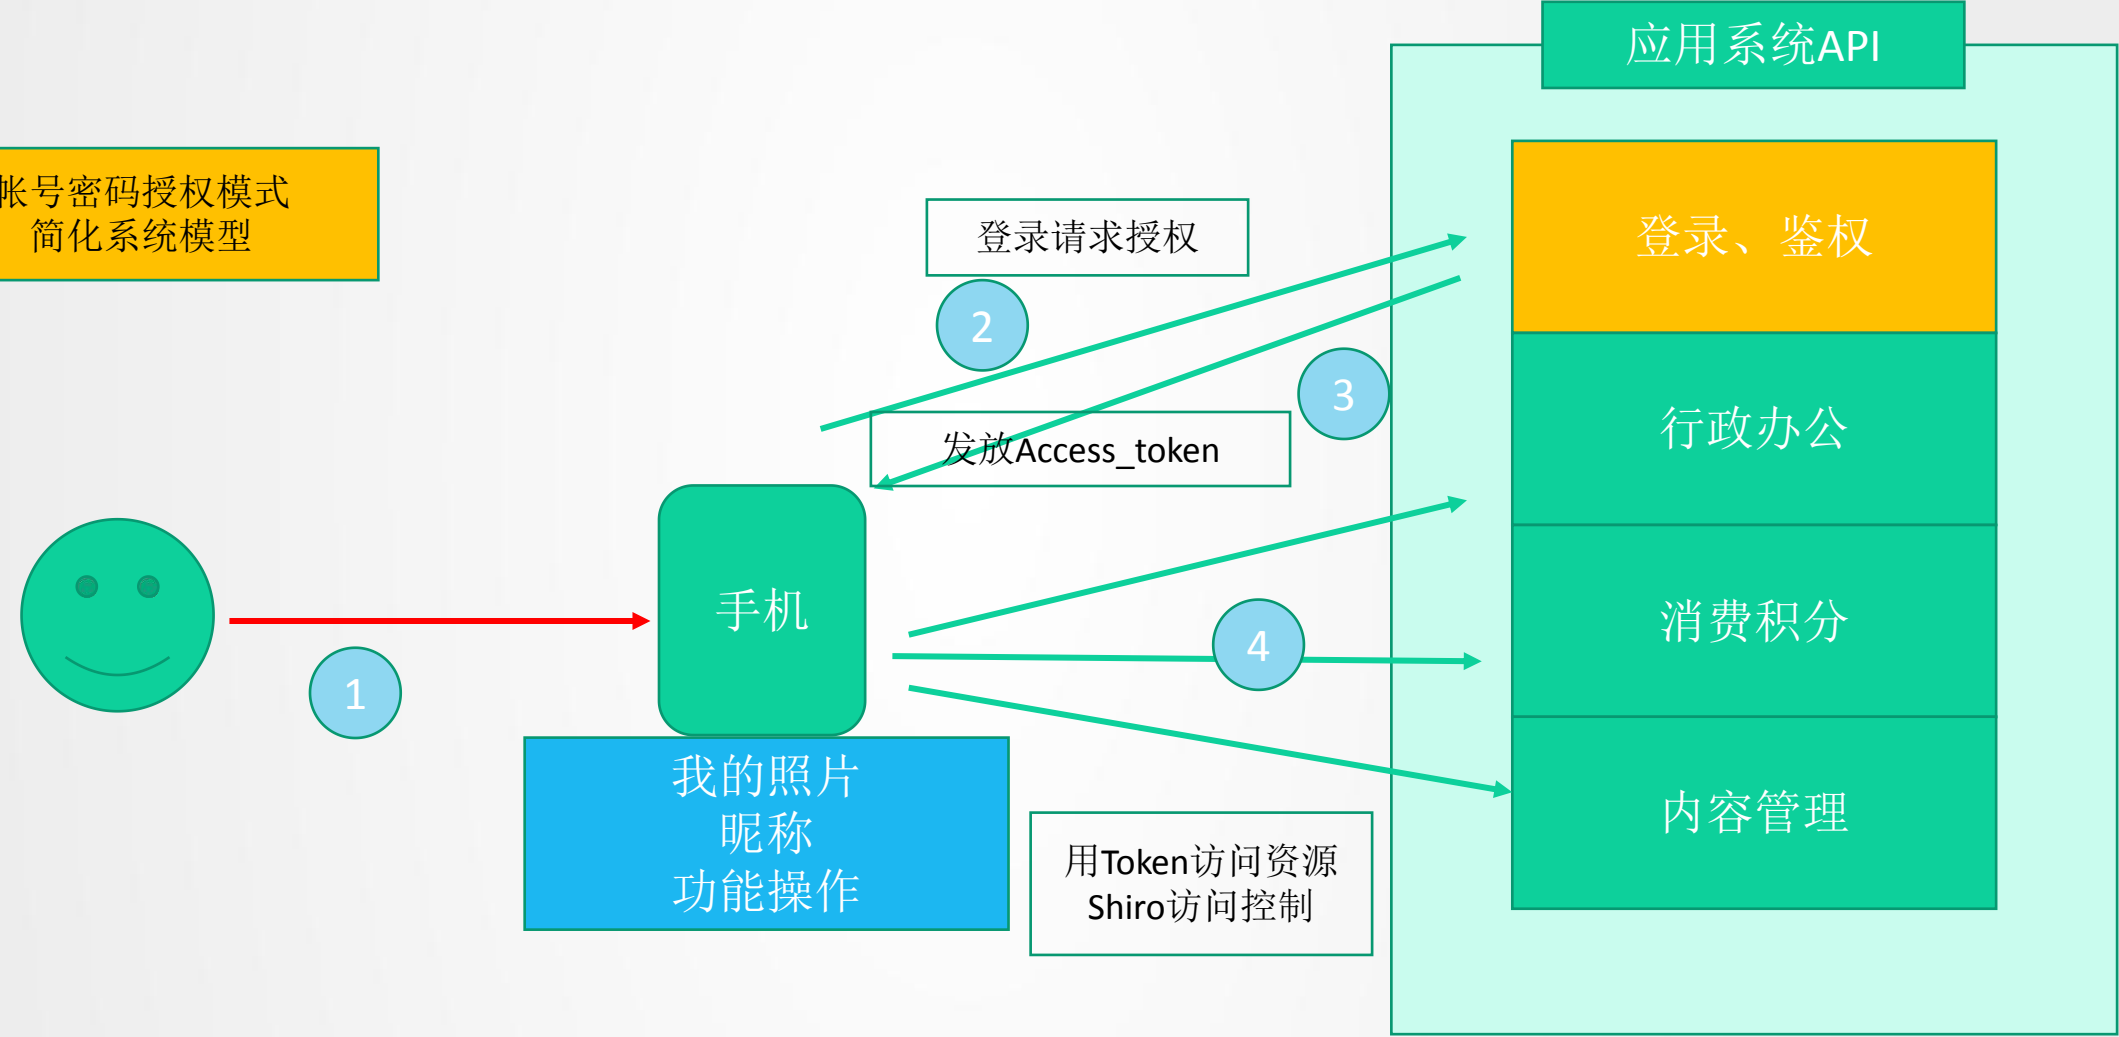 应用系统API
帐号密码授权模式
简化系统模型
登录请求授权
登录、鉴权
2
3
发放Access_token
行政办公
手机
消费积分
4
1
我的照片
昵称
功能操作
内容管理
用Token访问资源
Shiro访问控制